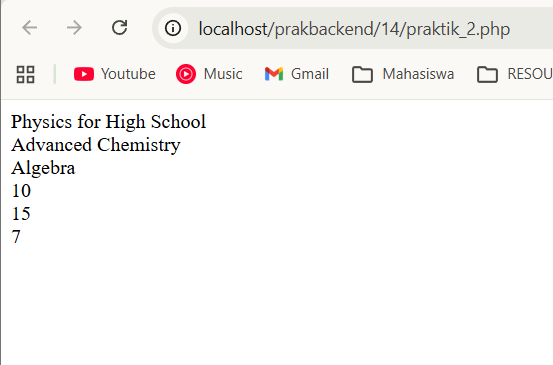 localhost/prakbackend/14/praktik_2.php
Youtube Music Gmail Mahasiswa RESOU
Physics for High School
Advanced Chemistry
Algebra
10
15
7